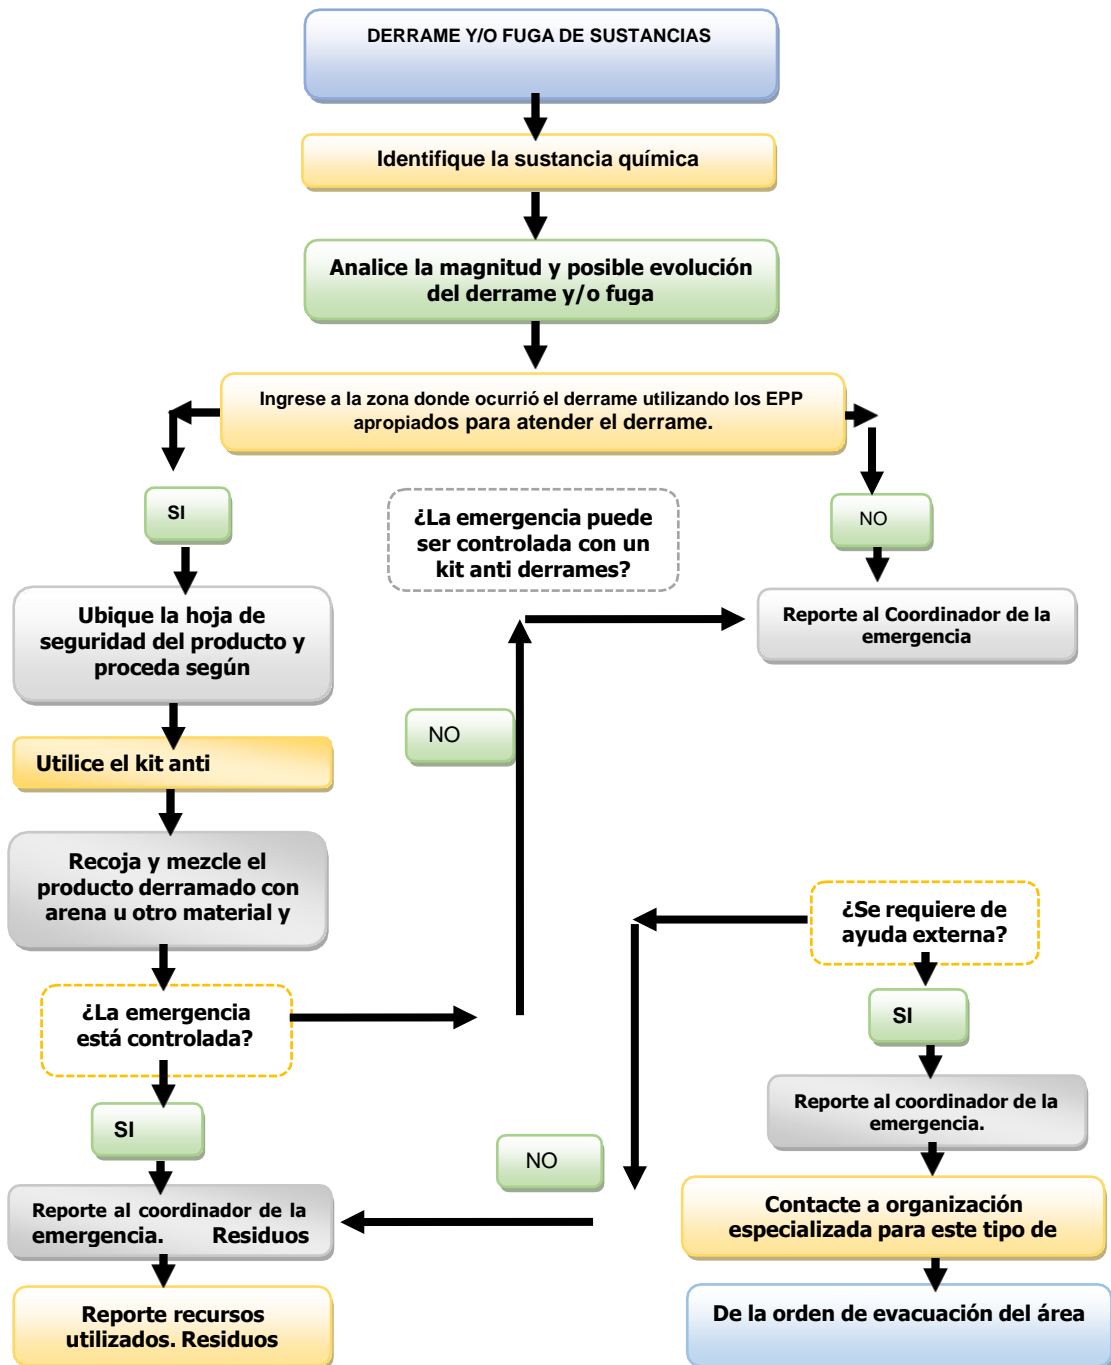 DERRAME Y/O FUGA DE SUSTANCIAS
Identifique la sustancia química
Analice la magnitud y posible evolución
del derrame y/o fuga
Ingrese a la zona donde ocurrió el derrame utilizando los EPP
apropiados para atender el derrame.
SI
¿La emergencia puede
ser controlada con un
kit anti derrames?
NO
Ubique la hoja de
seguridad del producto y
proceda según
Reporte al Coordinador de la
emergencia
NO
Utilice el kit anti
Recoja y mezcle el
producto derramado con
arena u otro material y
¿Se requiere de
ayuda externa?
¿La emergencia
está controlada?
SI
Reporte al coordinador de la
emergencia.
SI
NO
Contacte a organización
especializada para este tipo de
Reporte al coordinador de la
emergencia. Residuos
Reporte recursos
utilizados. Residuos
De la orden de evacuación del área